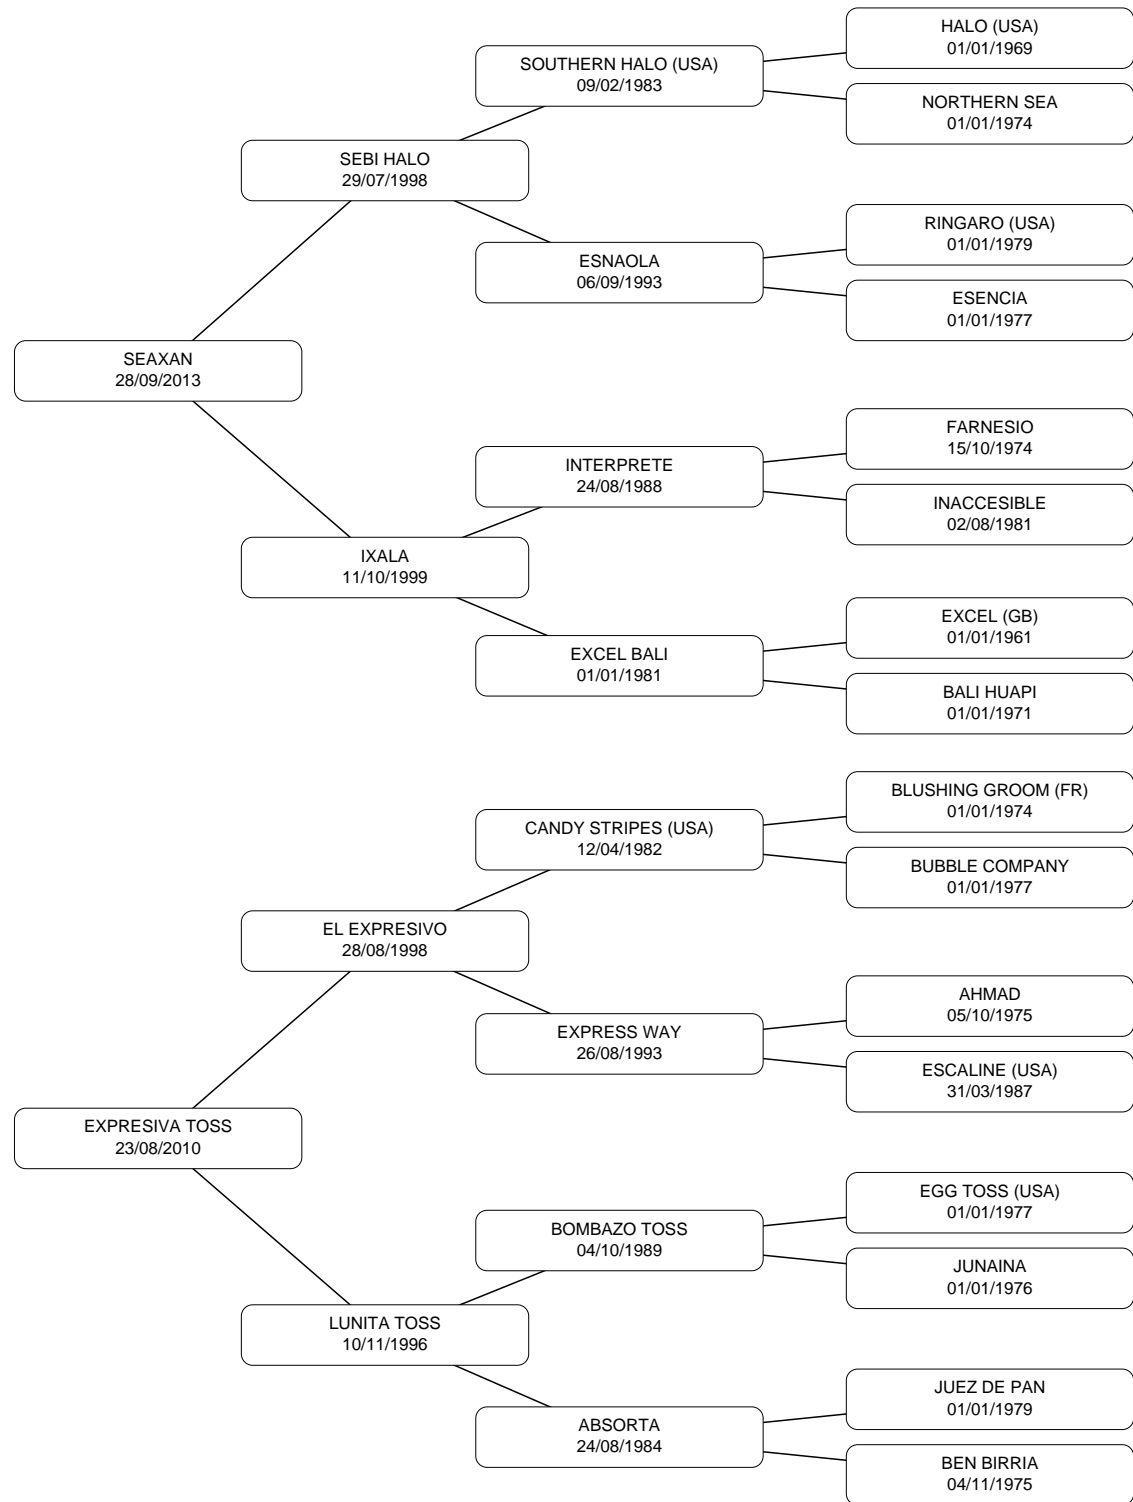 HALO (USA)
01/01/1969
SOUTHERN HALO (USA)
09/02/1983
NORTHERN SEA
01/01/1974
SEBI HALO
29/07/1998
RINGARO (USA)
01/01/1979
ESNAOLA
06/09/1993
ESENCIA
01/01/1977
SEAXAN
28/09/2013
FARNESIO
15/10/1974
INTERPRETE
24/08/1988
INACCESIBLE
02/08/1981
IXALA
11/10/1999
EXCEL (GB)
01/01/1961
EXCEL BALI
01/01/1981
BALI HUAPI
01/01/1971
BLUSHING GROOM (FR)
01/01/1974
CANDY STRIPES (USA)
12/04/1982
BUBBLE COMPANY
01/01/1977
EL EXPRESIVO
28/08/1998
AHMAD
05/10/1975
EXPRESS WAY
26/08/1993
ESCALINE (USA)
31/03/1987
EXPRESIVA TOSS
23/08/2010
EGG TOSS (USA)
01/01/1977
BOMBAZO TOSS
04/10/1989
JUNAINA
01/01/1976
LUNITA TOSS
10/11/1996
JUEZ DE PAN
01/01/1979
ABSORTA
24/08/1984
BEN BIRRIA
04/11/1975